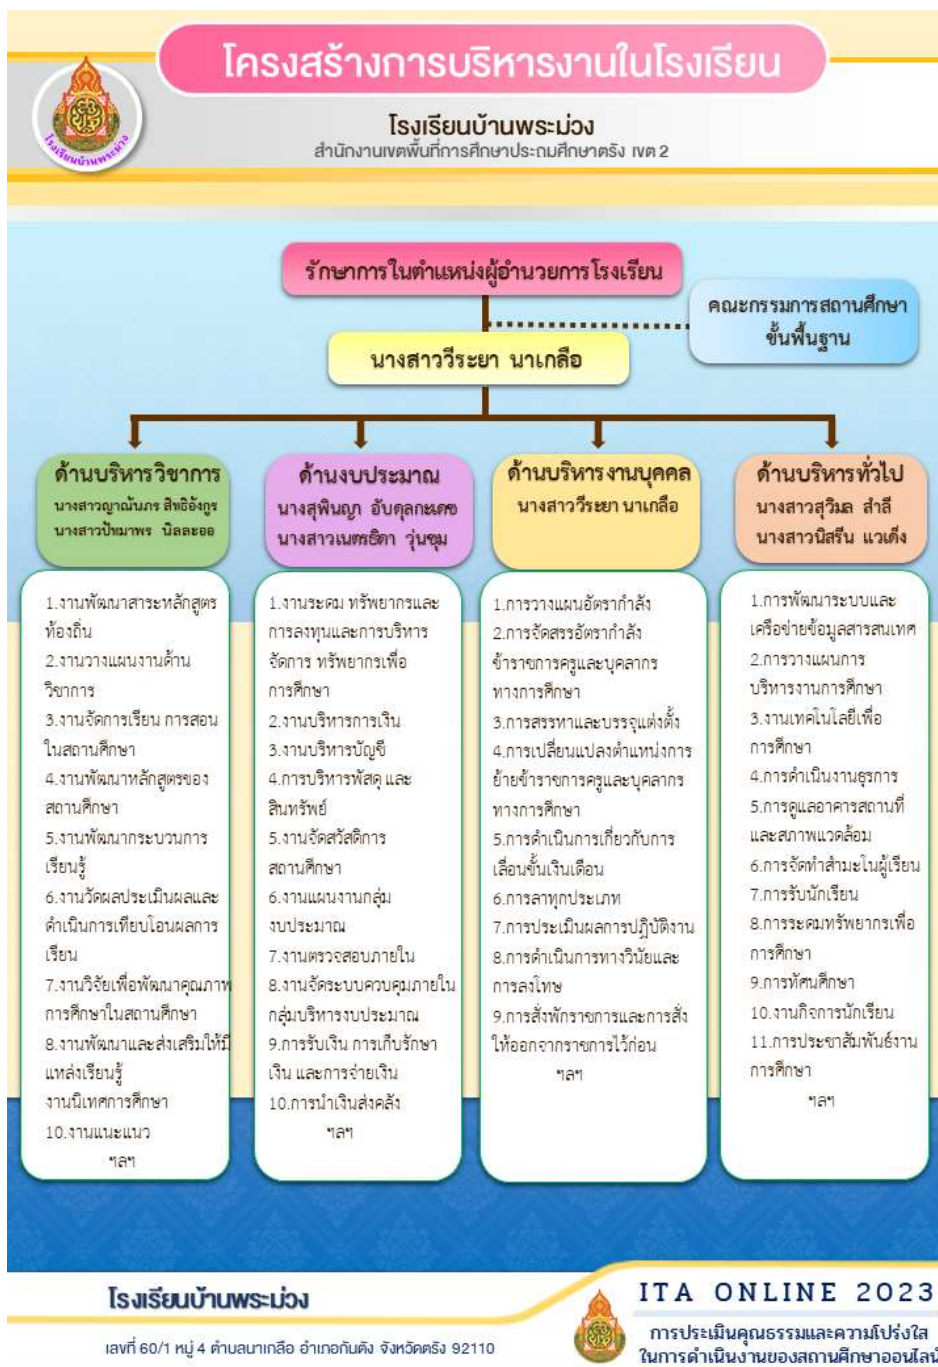 โครงสร้างการบริหารงานในโรงเรียน
โรงเรียนบ้านพระม่วง
สำนักงานเขตพื้นที่การศึกษาประถมศึกษาตรัง เขต 2
โรงเรียนบ้านพระม่วง
รักษาการในตำแหน่งผู้อำนวยการโรงเรียน
คณะกรรมการสถานศึกษา
ขั้นพื้นฐาน
นางสาววีระยา นาเกลือ
ด้านบริหารวิชาการ
นางสาวญาณันภร สิทธิอังกูร
นางสาวปัทมาพร นิลละออ
1.งานพัฒนาสาระหลักสูตร
ท้องถิ่น
2.งานวางแผนงานด้าน
วิชาการ
3.งานจัดการเรียน การสอน
ในสถานศึกษา
4.งานพัฒนาหลักสูตรของ
สถานศึกษา
5.งานพัฒนากระบวนการ
เรียนรู้
6.งานวัดผลประเมินผลและ
ดำเนินการเทียบโอนผลการ
เรียน
7.งานวิจัยเพื่อพัฒนาคุณภาพ
การศึกษาในสถานศึกษา
8.งานพัฒนาและส่งเสริมให้มี
แหล่งเรียนรู้
งานนิเทศการศึกษา
10.งานแนะแนว
ฯลฯ
ด้านงบประมาณ
นางสุพินญา อับดุลกะเดช
นางสาวเนตรธิดา วุ่นชุม
1.งานระดม ทรัพยากรและ
การลงทุนและการบริหาร
จัดการ ทรัพยากรเพื่อ
การศึกษา
2.งานบริหารการเงิน
3.งานบริหารบัญชี
4.การบริหารพัสดุ และ
สินทรัพย์
5.งานจัดสวัสดิการ
สถานศึกษา
6.งานแผนงานกลุ่ม
งบประมาณ
7.งานตรวจสอบภายใน
8.งานจัดระบบควบคุมภายใน
กลุ่มบริหารงบประมาณ
9.การรับเงิน การเก็บรักษา
เงิน และการจ่ายเงิน
10.การนำเงินส่งคลัง
ฯลฯ
ด้านบริหารงานบุคคล
นางสาววีระยา นาเกลือ
1.การวางแผนอัตรากำลัง
2.การจัดสรรอัตรากำลัง
ข้าราชการครูและบุคลากร
ทางการศึกษา
3.การสรรหาและบรรจุแต่งตั้ง
4.การเปลี่ยนแปลงตำแหน่งการ
ย้ายข้าราชการครูและบุคลากร
ทางการศึกษา
5.การดำเนินการเกี่ยวกับการ
เลื่อนขั้นเงินเดือน
6.การลาทุกประเภท
7.การประเมินผลการปฏิบัติงาน
8.การดำเนินการทางวินัยและ
การลงโทษ
9.การสั่งพักราชการและการสั่ง
ให้ออกจากราชการไว้ก่อน
ฯลฯ
ด้านบริหารทั่วไป
นางสาวสุวิมล สำลี
นางสาวนิสรีน แวเด็ง
1.การพัฒนาระบบและ
เครือข่ายข้อมูลสารสนเทศ
2.การวางแผนการ
บริหารงานการศึกษา
3.งานเทคโนโลยีเพื่อ
การศึกษา
4.การดำเนินงานธุรการ
5.การดูแลอาคารสถานที่
และสภาพแวดล้อม
6.การจัดทำสำมะโนผู้เรียน
7.การรับนักเรียน
8.การระดมทรัพยากรเพื่อ
การศึกษา
9.การทัศนศึกษา
10.งานกิจการนักเรียน
11.การประชาสัมพันธ์งาน
การศึกษา
ฯลฯ
โรงเรียนบ้านพระม่วง
เลขที่ 60/1 หมู่ 4 ตำบลนาเกลือ อำเภอกันตัง จังหวัดตรัง 92110
ITA ONLINE 2023
การประเมินคุณธรรมและความโปร่งใส
ในการดำเนินงานของสถานศึกษาออนไลน์